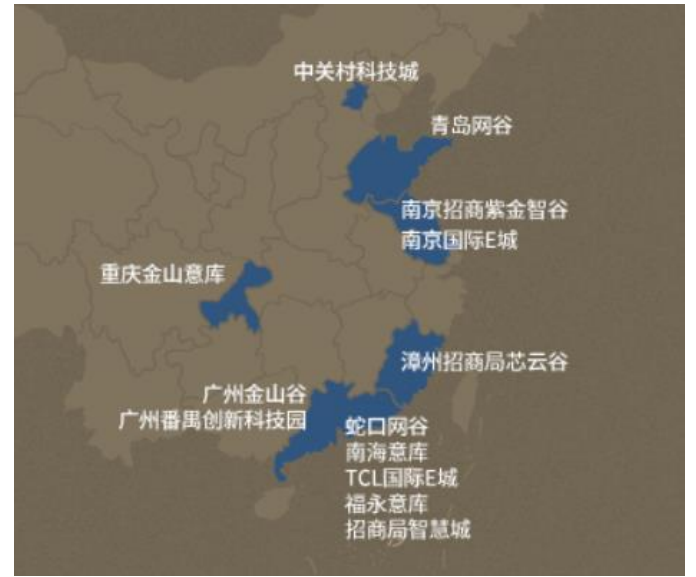 中关村科技城
青岛网谷
南京招商紫金智谷
南京国际E城
重庆金山意库
漳州招商局芯云谷
广州金山谷
广州番禺创新科技园
蛇口网谷
南海意库
TCL国际E城
福永意库
招商局智慧城